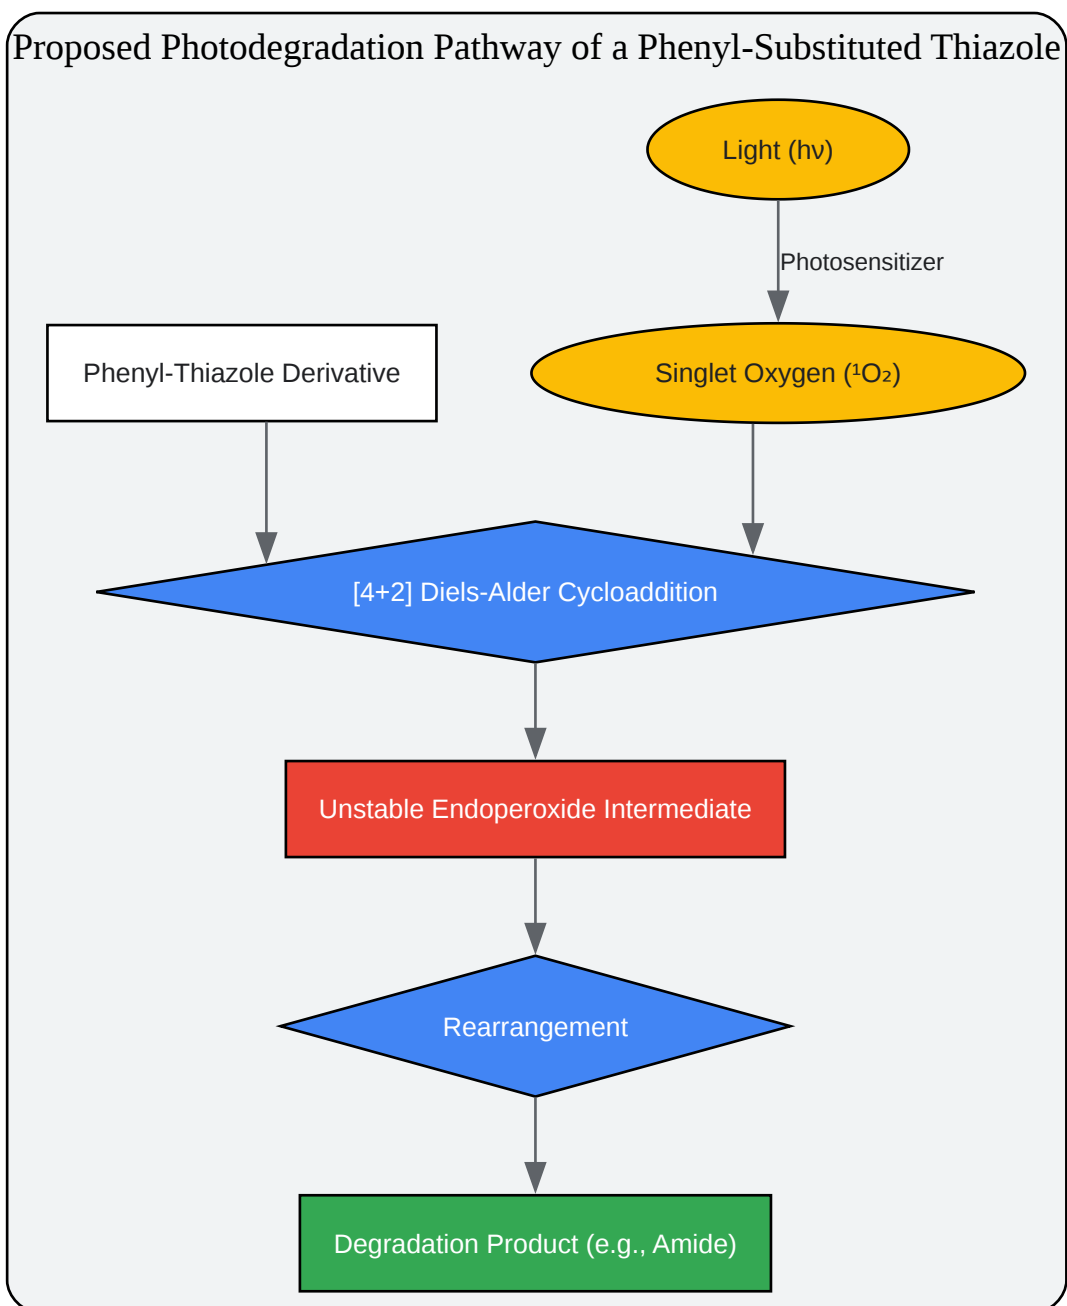 Proposed Photodegradation Pathway of a Phenyl-Substituted Thiazole
Light (hν)
Photosensitizer
Phenyl-Thiazole Derivative
Singlet Oxygen (¹O₂)
[4+2] Diels-Alder Cycloaddition
Unstable Endoperoxide Intermediate
Rearrangement
Degradation Product (e.g., Amide)